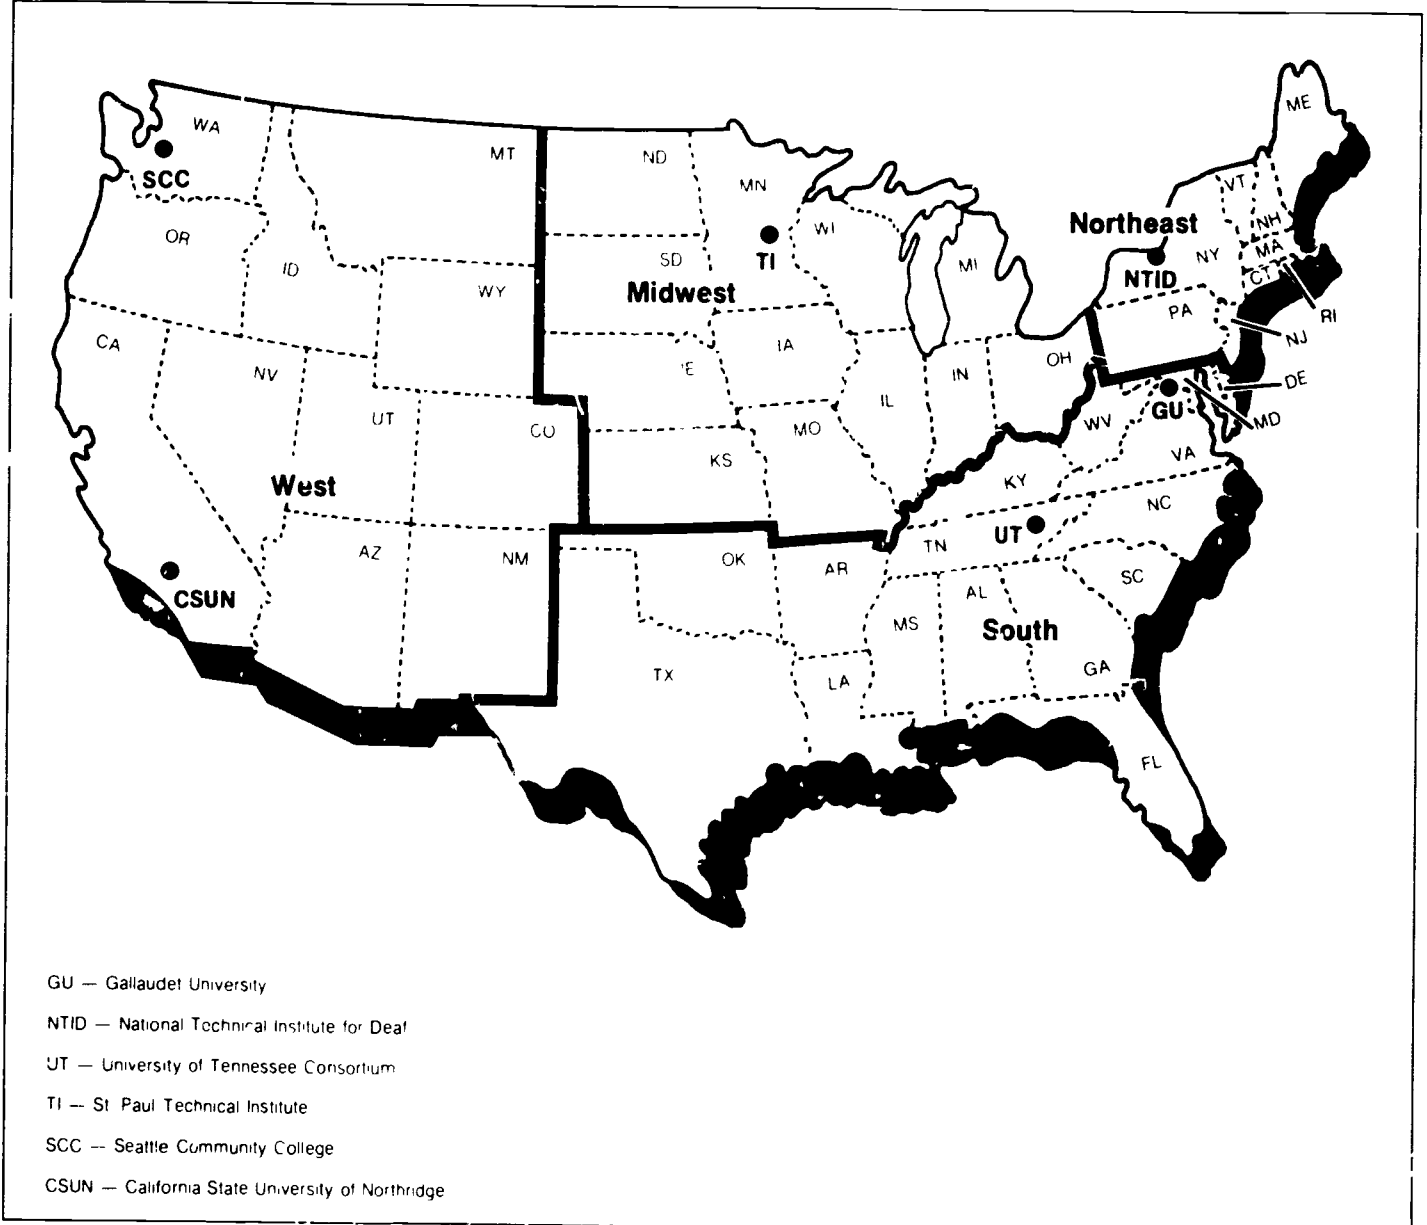 WA
SCC
MT
ND
MN
WI
MI
ME
VT
NH
MA
CT
RI
Northeast
NTID
NY
PA
NJ
OR
ID
WY
SD
TI
Midwest
CA
NV
UT
CO
IA
IL
IN
OH
DE
MD
GU
WV
VA
KS
MO
KY
NC
West
UT
TN
AZ
NM
OK
AR
AL
SC
CSUN
MS
South
TX
LA
GA
FL
GU — Gallaudet University
NTID — National Technical Institute for Deaf
UT — University of Tennessee Consortium
TI — St Paul Technical Institute
SCC — Seattle Community College
CSUN — California State University of Northridge